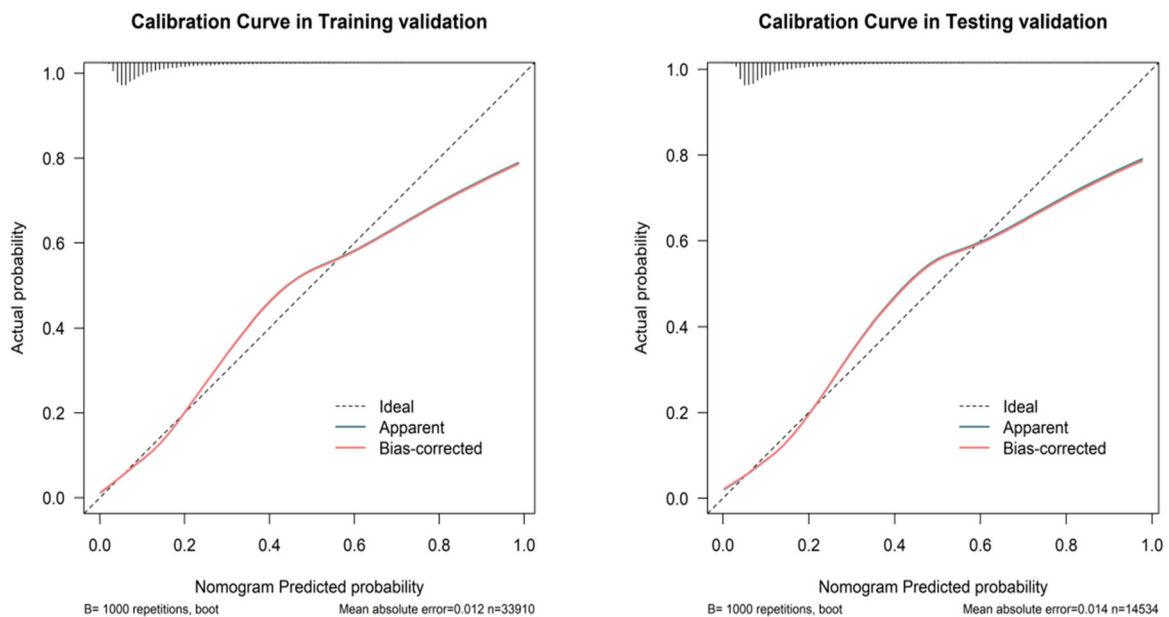 Calibration Curve in Training validation
1.0
0.8
0.6
0.4
0.2
0.0
Actual probability
Ideal
Apparent
Bias-corrected
0.0 0.2 0.4 0.6 0.8 1.0
Nomogram Predicted probability
B= 1000 repetitions, boot Mean absolute error=0.012 n=33910
Calibration Curve in Testing validation
1.0
0.8
0.6
0.4
0.2
0.0
Actual probability
Ideal
Apparent
Bias-corrected
0.0 0.2 0.4 0.6 0.8 1.0
Nomogram Predicted probability
B= 1000 repetitions, boot Mean absolute error=0.014 n=14534